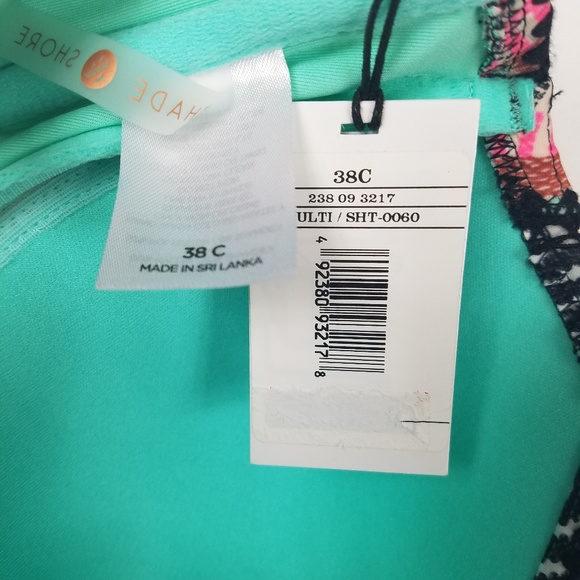 SHADE & SHORE
38 C
MADE IN SRI LANKA
38C
238 09 3217
ULTI / SHT-0060
4 92380 93217 8